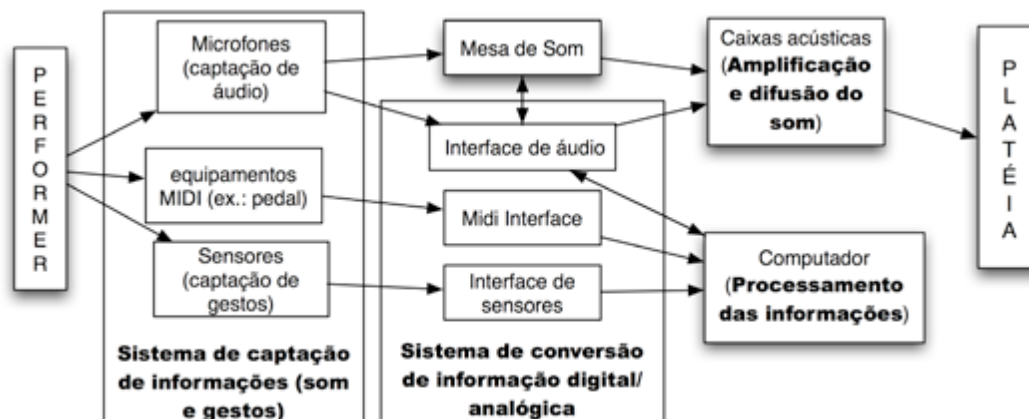 PERFORMER
Microfones
(captação de
áudio)
equipamentos
MIDI (ex.: pedal)
Sensores
(captação de
gestos)
Sistema de captação
de informações (som
e gestos)
Mesa de Som
Interface de áudio
Midi Interface
Interface de
sensores
Sistema de conversão
de informação digital/
analógica
Caixas acústicas
(Amplificação
e difusão do
som)
Computador
(Processamento
das informações)
PLATÉIA